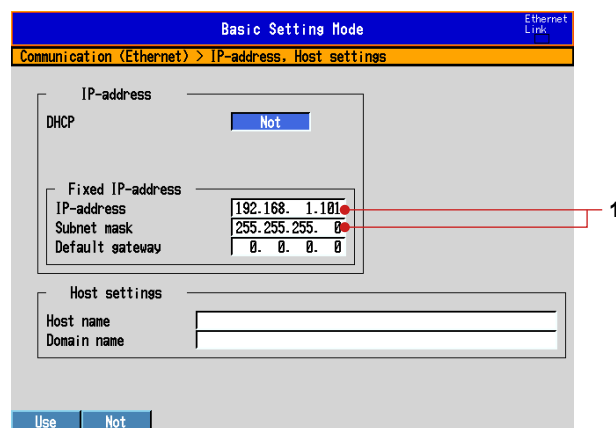 Basic Setting Mode
Ethernet
Link
Communication (Ethernet) > IP-address, Host settings
IP-address
DHCP Not
Fixed IP-address
IP-address 192.168. 1.101
Subnet mask 255.255.255. 0
Default gateway 0. 0. 0. 0
1
Host settings
Host name
Domain name
Use Not